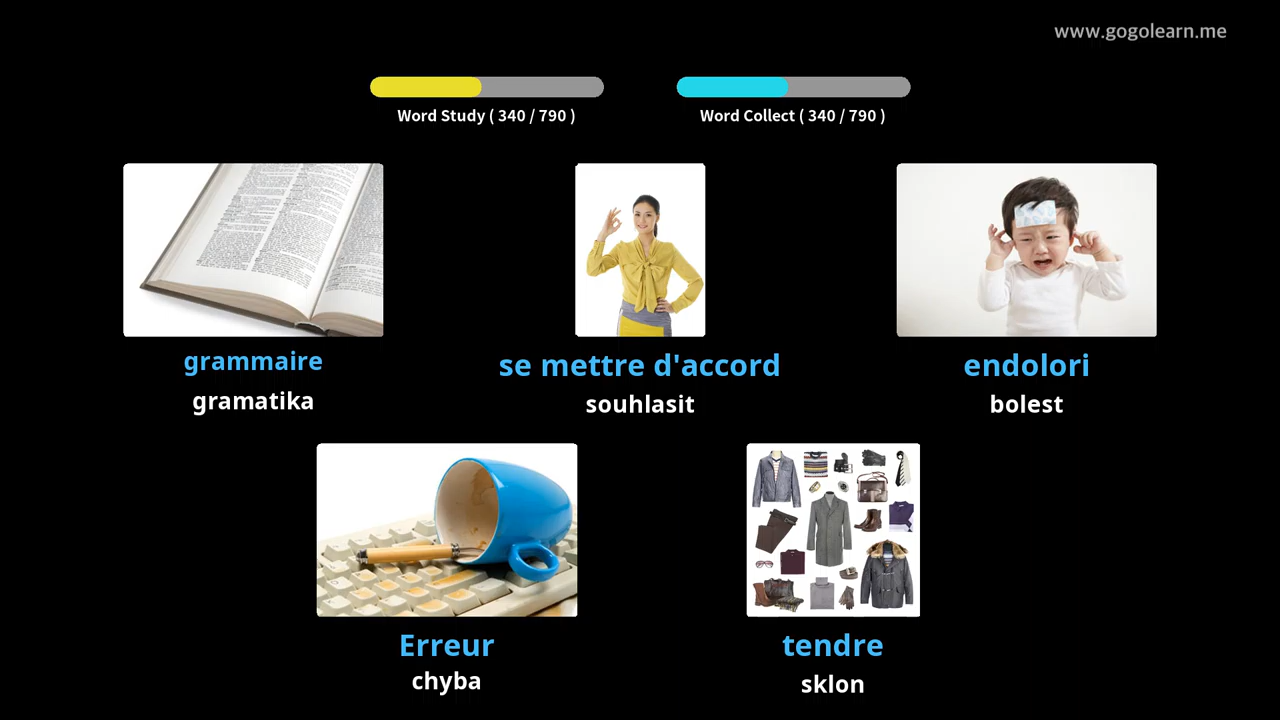 www.gogolearn.me
Word Study ( 340 / 790 )
Word Collect ( 340 / 790 )
grammaire
gramatika
se mettre d'accord
souhlasit
endolori
bolest
Erreur
chyba
tendre
sklon